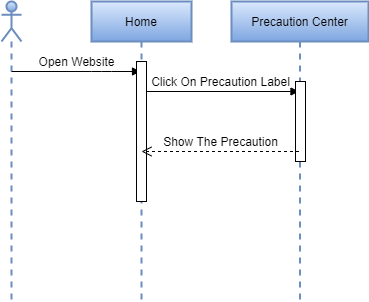 Home
Precaution Center
Open Website
Click On Precaution Label
Show The Precaution